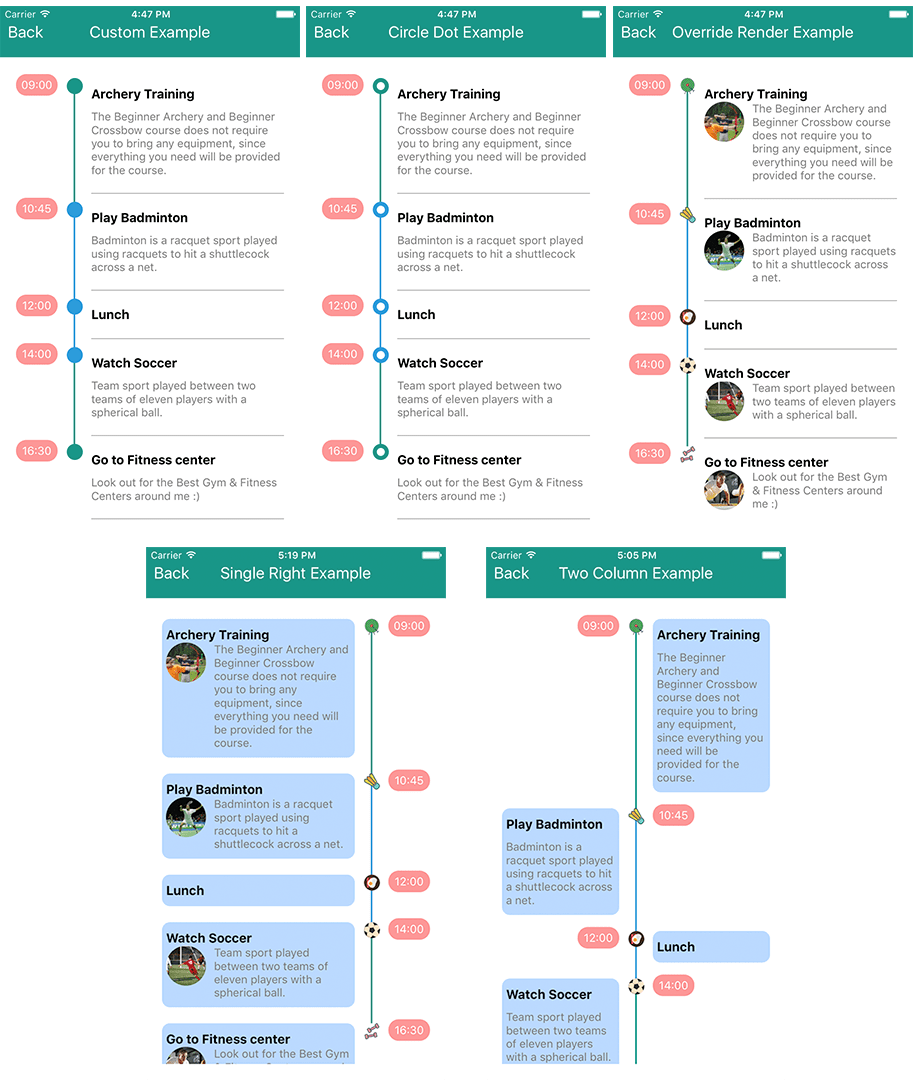 Carrier 4:47 PM
Back Custom Example
09:00
Archery Training
The Beginner Archery and Beginner
Crossbow course does not require
you to bring any equipment, since
everything you need will be provided
for the course.
10:45
Play Badminton
Badminton is a racquet sport played
using racquets to hit a shuttlecock
across a net.
12:00
Lunch
14:00
Watch Soccer
Team sport played between two
teams of eleven players with a
spherical ball.
16:30
Go to Fitness center
Look out for the Best Gym & Fitness
Centers around me :)
Carrier 4:47 PM
Back Circle Dot Example
09:00
Archery Training
The Beginner Archery and Beginner
Crossbow course does not require
you to bring any equipment, since
everything you need will be provided
for the course.
10:45
Play Badminton
Badminton is a racquet sport played
using racquets to hit a shuttlecock
across a net.
12:00
Lunch
14:00
Watch Soccer
Team sport played between two
teams of eleven players with a
spherical ball.
16:30
Go to Fitness center
Look out for the Best Gym & Fitness
Centers around me :)
Carrier 4:47 PM
Back Override Render Example
09:00
Archery Training
The Beginner Archery and
Beginner Crossbow course
does not require you to
bring any equipment, since
everything you need will be
provided for the course.
10:45
Play Badminton
Badminton is a racquet
sport played using racquets
to hit a shuttlecock across
a net.
12:00
Lunch
14:00
Watch Soccer
Team sport played between
two teams of eleven players
with a spherical ball.
16:30
Go to Fitness center
Look out for the Best Gym
& Fitness Centers around
me :)
Carrier 5:19 PM
Back Single Right Example
Archery Training
09:00
The Beginner Archery and
Beginner Crossbow
course does not require
you to bring any
equipment, since
everything you need will
be provided for the
course.
Play Badminton
10:45
Badminton is a racquet
sport played using
racquets to hit a
shuttlecock across a net.
Lunch
12:00
Watch Soccer
14:00
Team sport played
between two teams of
eleven players with a
spherical ball.
Go to Fitness center
16:30
Look out for the Best Gym
Carrier 5:05 PM
Back Two Column Example
09:00
Archery Training
The Beginner
Archery and
Beginner Crossbow
course does not
require you to bring
any equipment,
since everything you
need will be
provided for the
course.
10:45
Play Badminton
Badminton is a
racquet sport played
using racquets to hit
a shuttlecock across
a net.
12:00
Lunch
14:00
Watch Soccer
Team sport played
between two teams
of eleven players
with a spherical ball.